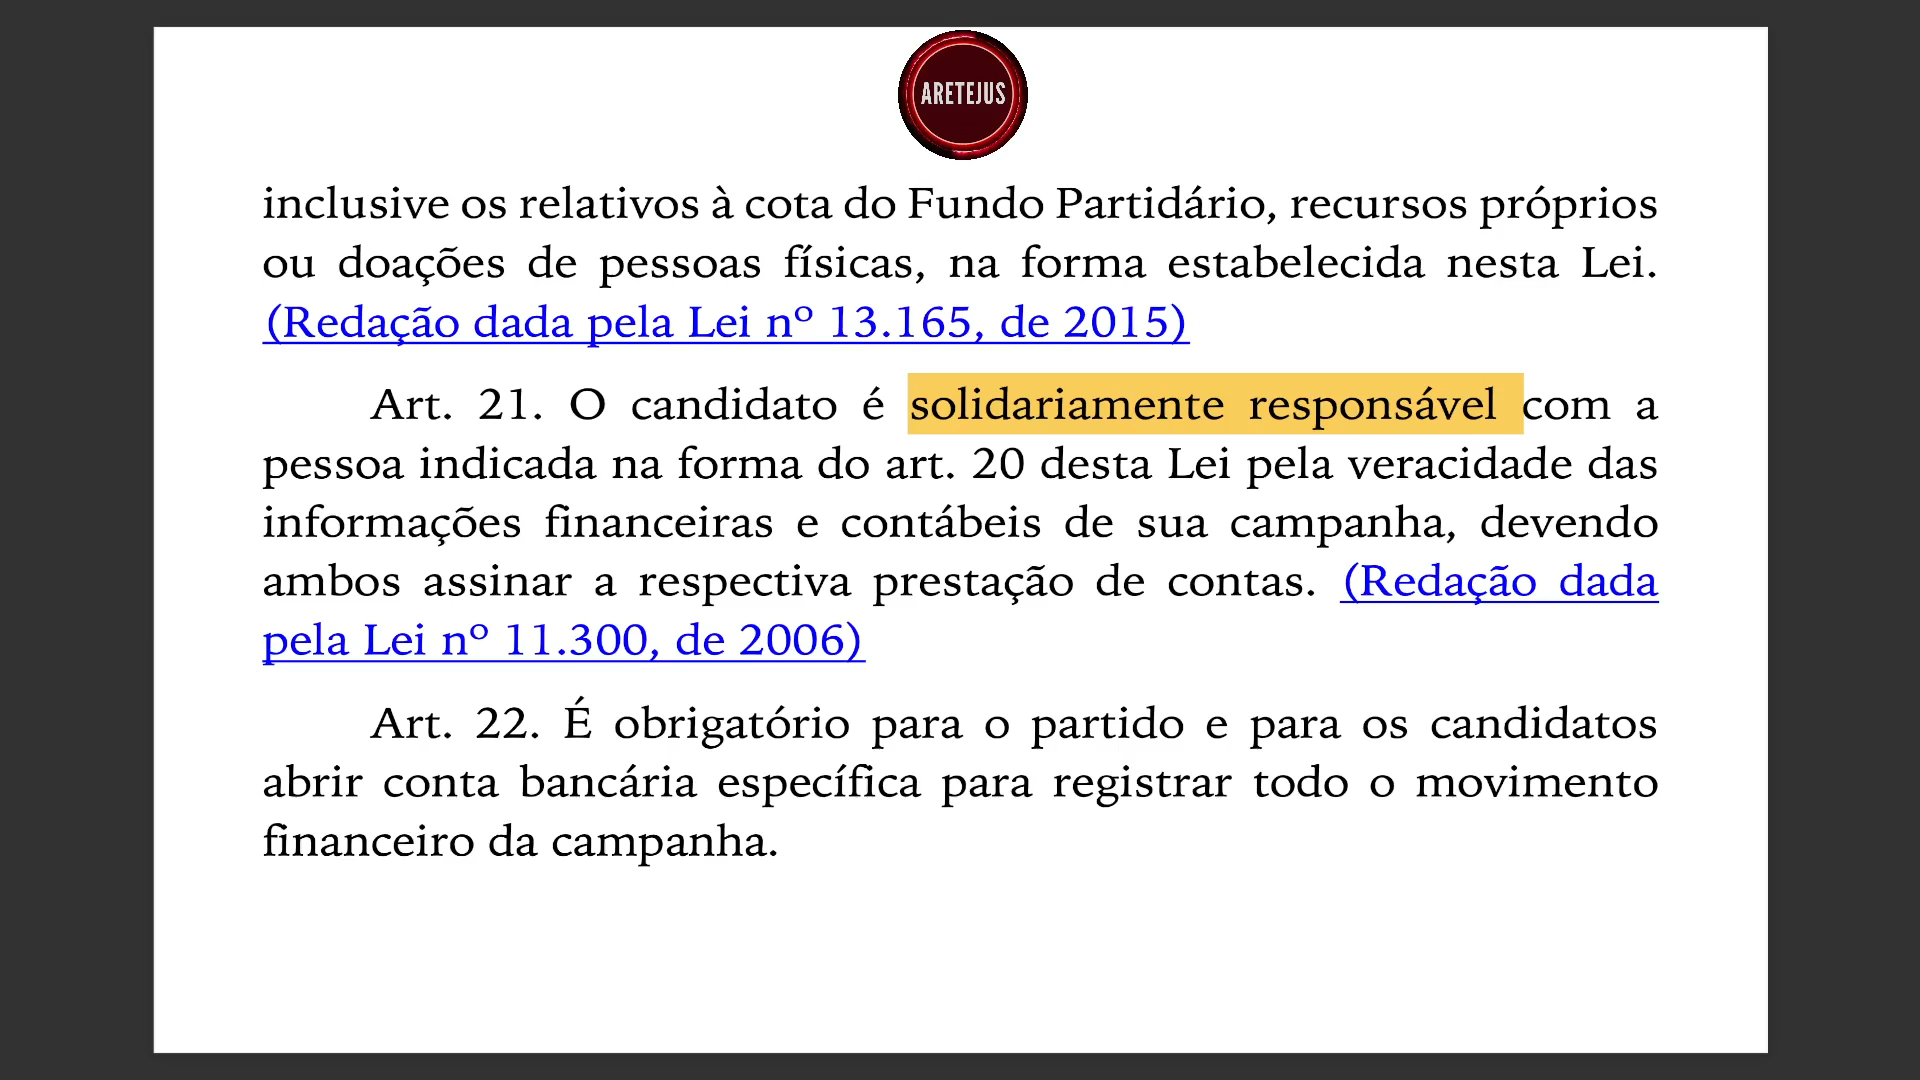 ARETEJUS
inclusive os relativos à cota do Fundo Partidário, recursos próprios
ou doações de pessoas físicas, na forma estabelecida nesta Lei.
(Redação dada pela Lei nº 13.165, de 2015)
Art. 21. O candidato é solidariamente responsável com a
pessoa indicada na forma do art. 20 desta Lei pela veracidade das
informações financeiras e contábeis de sua campanha, devendo
ambos assinar a respectiva prestação de contas. (Redação dada
pela Lei nº 11.300, de 2006)
Art. 22. É obrigatório para o partido e para os candidatos
abrir conta bancária específica para registrar todo o movimento
financeiro da campanha.